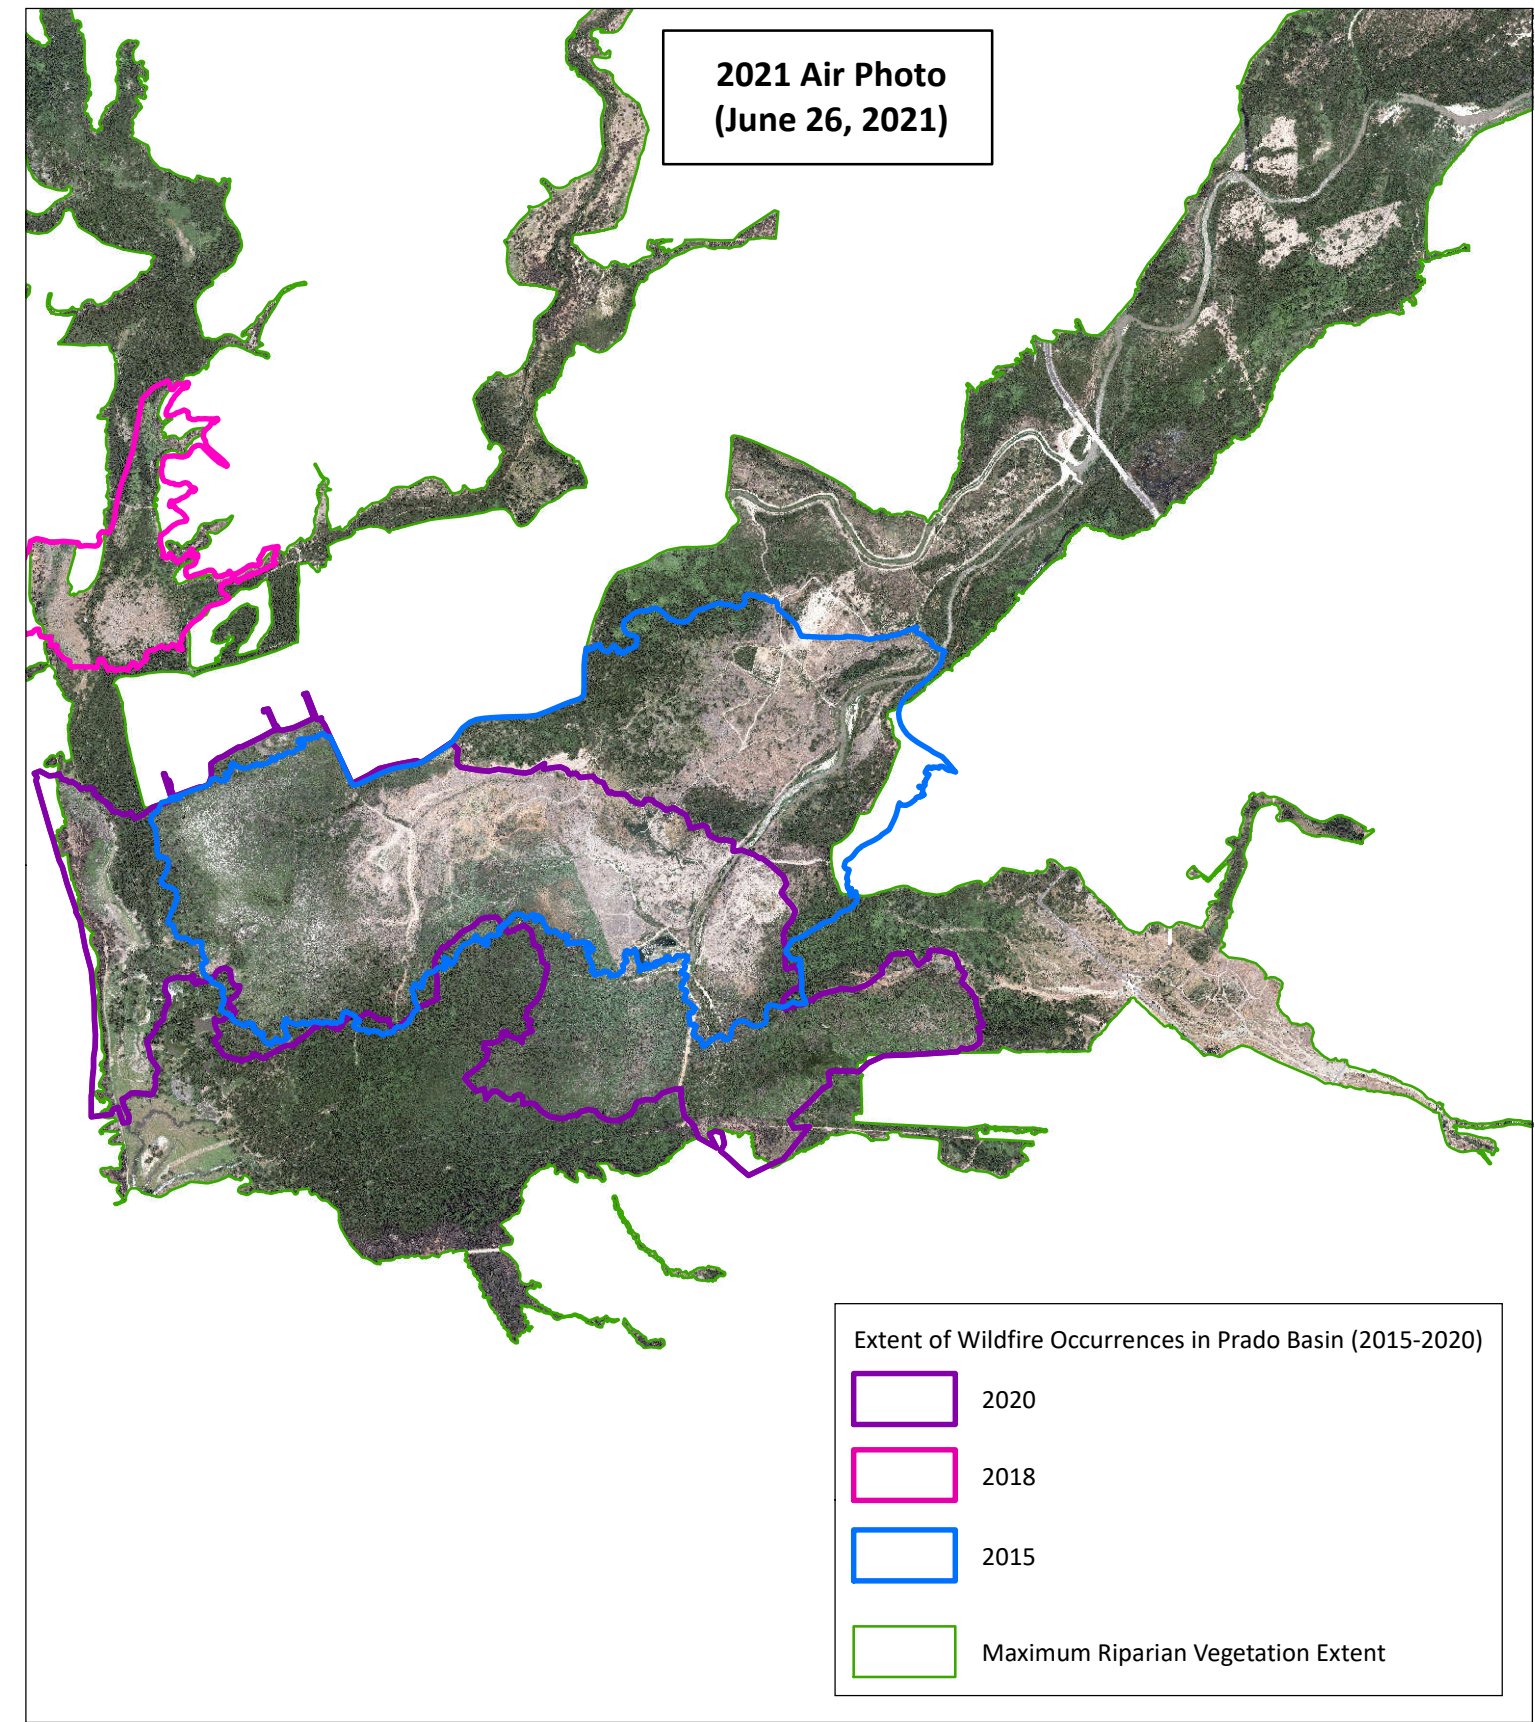 2021 Air Photo
(June 26, 2021)
Extent of Wildfire Occurrences in Prado Basin (2015-2020)
2020
2018
2015
Maximum Riparian Vegetation Extent